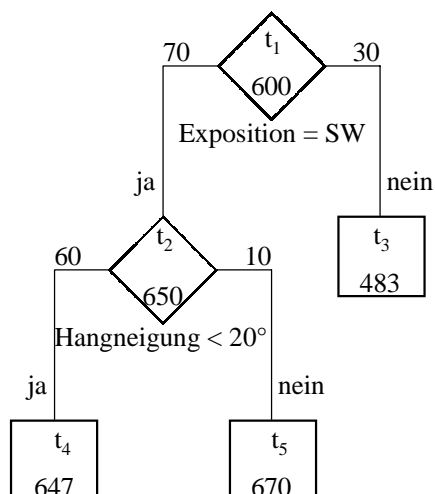 70 t₁ 30
600
Exposition = SW
ja nein
60 t₂ 10 t₃
650 483
Hangneigung < 20°
ja nein
t₄ t₅
647 670